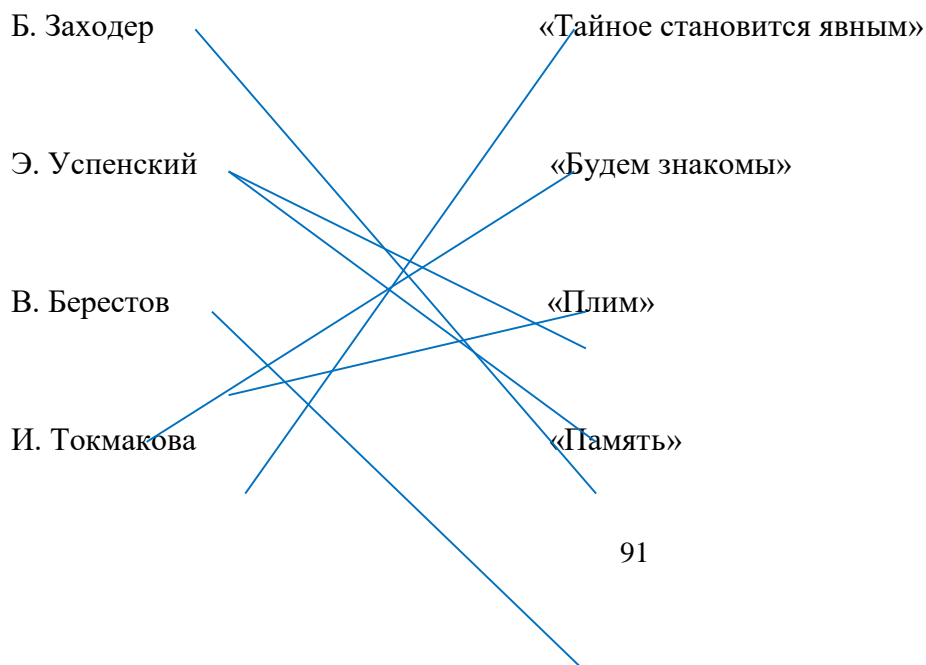 Б. Заходер «Тайное становится явным»
Э. Успенский «Будем знакомы»
В. Берестов «Плим»
И. Токмакова «Память»
91